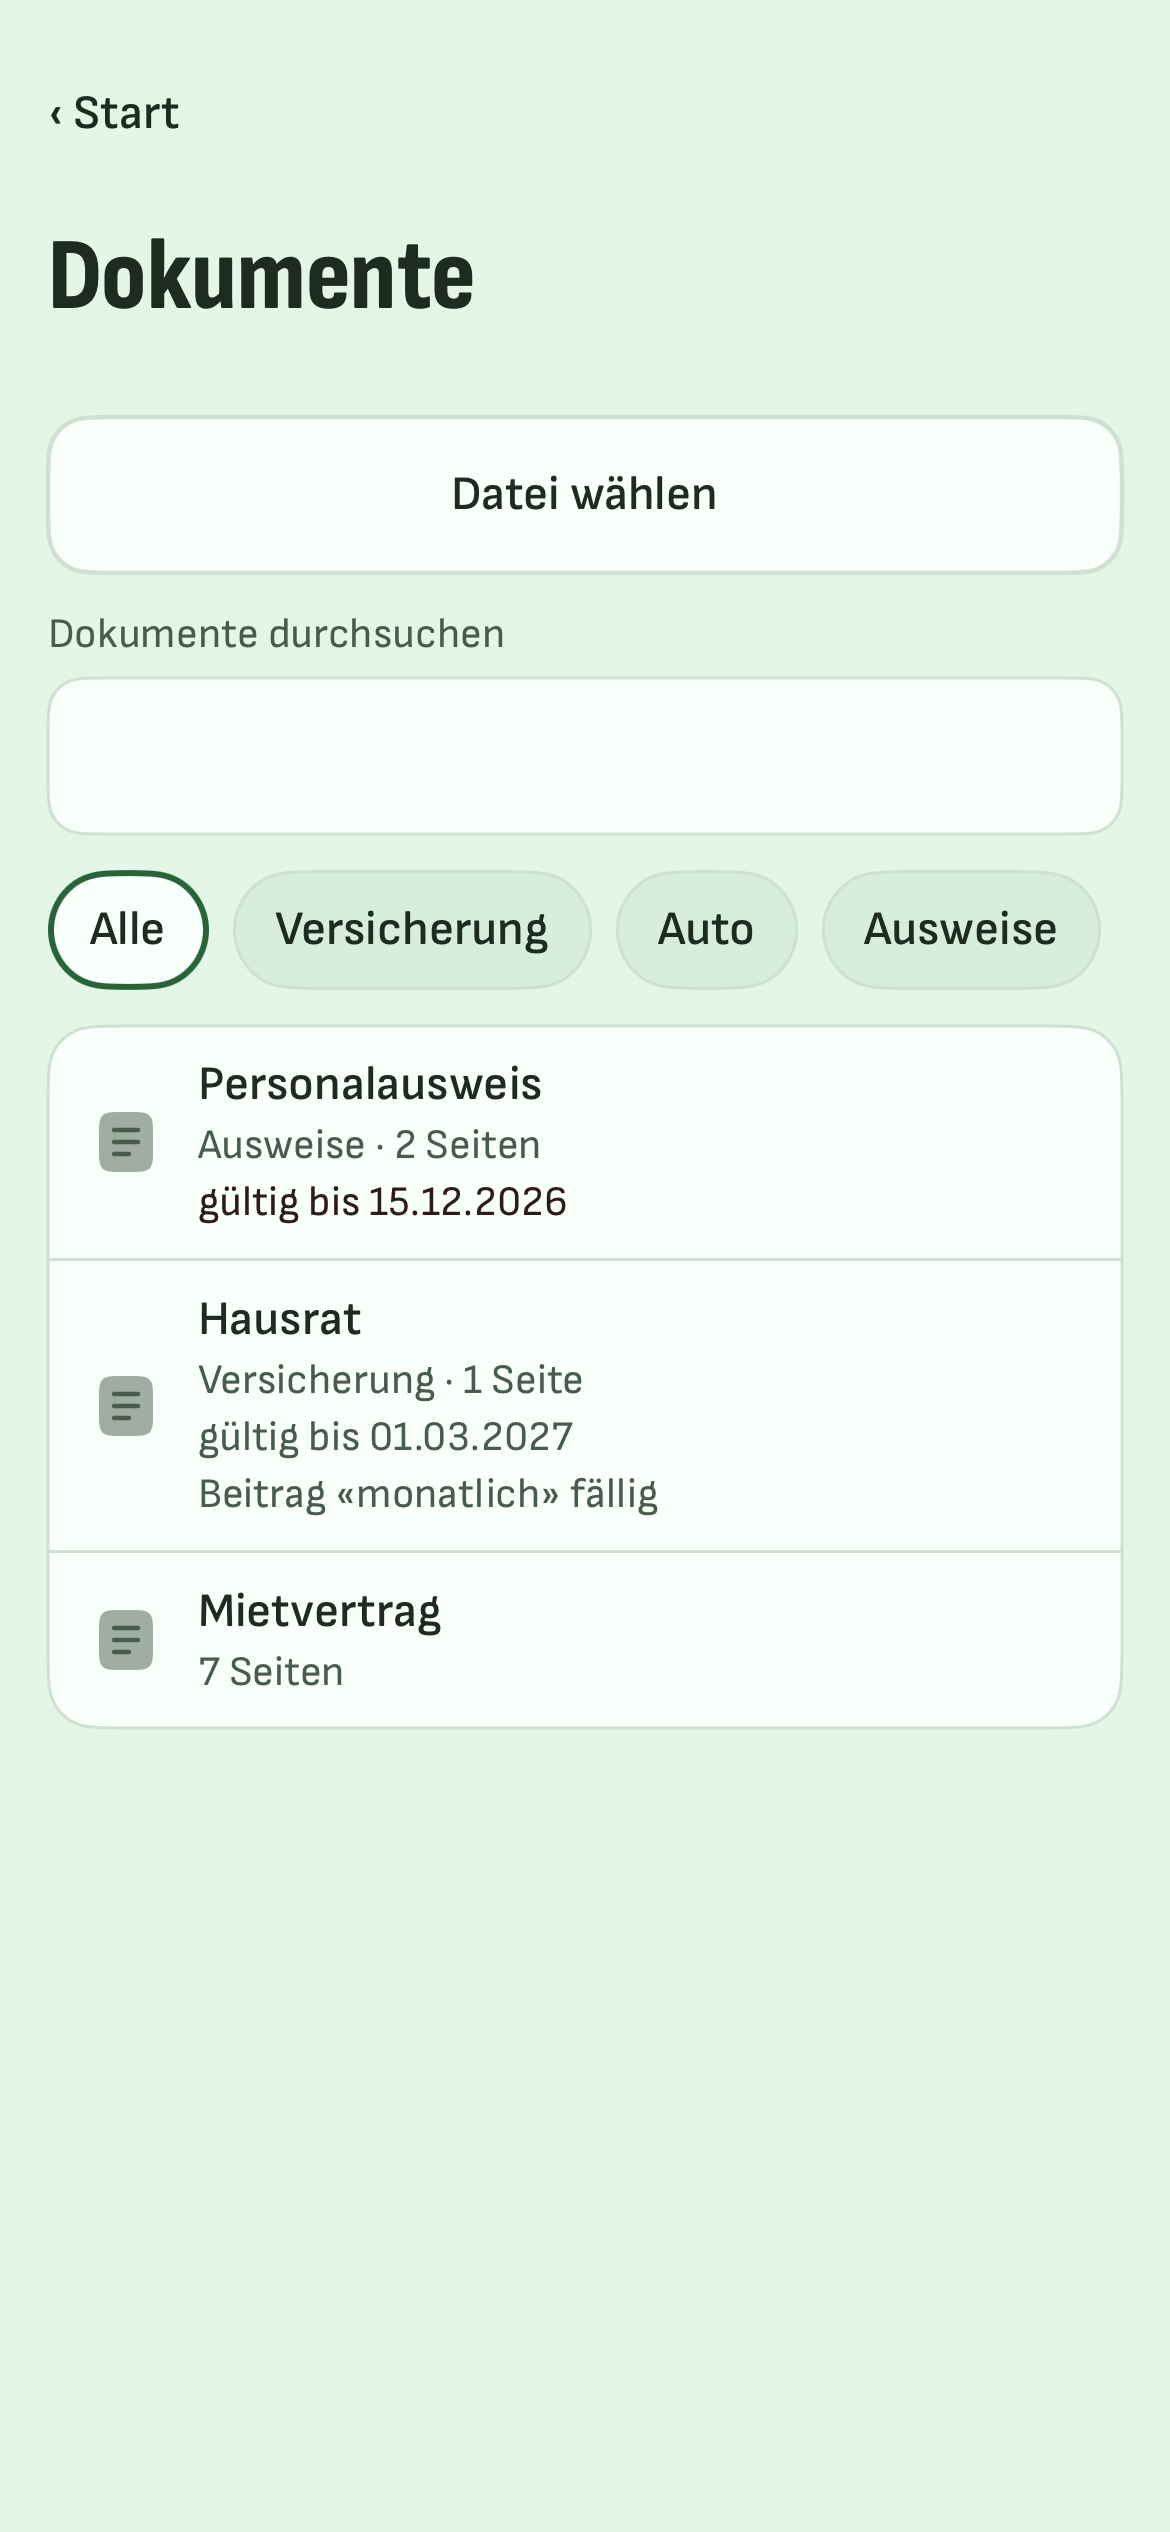 ‹ Start
Dokumente
Datei wählen
Dokumente durchsuchen
Alle Versicherung Auto Ausweise
Personalausweis
Ausweise · 2 Seiten
gültig bis 15.12.2026
Hausrat
Versicherung · 1 Seite
gültig bis 01.03.2027
Beitrag «monatlich» fällig
Mietvertrag
7 Seiten